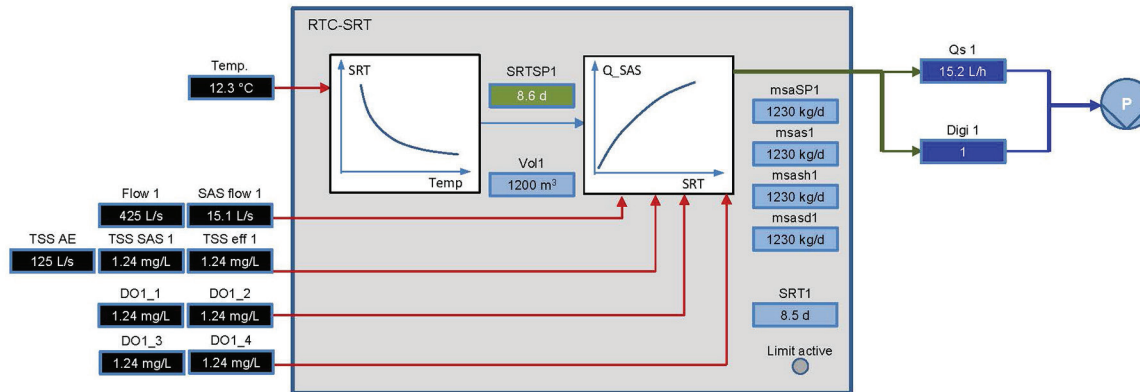 RTC-SRT
Temp.
12.3 °C
SRT
Temp
SRTSP1
8.6 d
Vol1
1200 m³
Q_SAS
SRT
msaSP1
1230 kg/d
msas1
1230 kg/d
msash1
1230 kg/d
msasd1
1230 kg/d
Qs 1
15.2 L/h
Digi 1
1
P
Flow 1 SAS flow 1
425 L/s 15.1 L/s
TSS AE TSS SAS 1 TSS eff 1
125 L/s 1.24 mg/L 1.24 mg/L
DO1_1 DO1_2
1.24 mg/L 1.24 mg/L
DO1_3 DO1_4
1.24 mg/L 1.24 mg/L
SRT1
8.5 d
Limit active